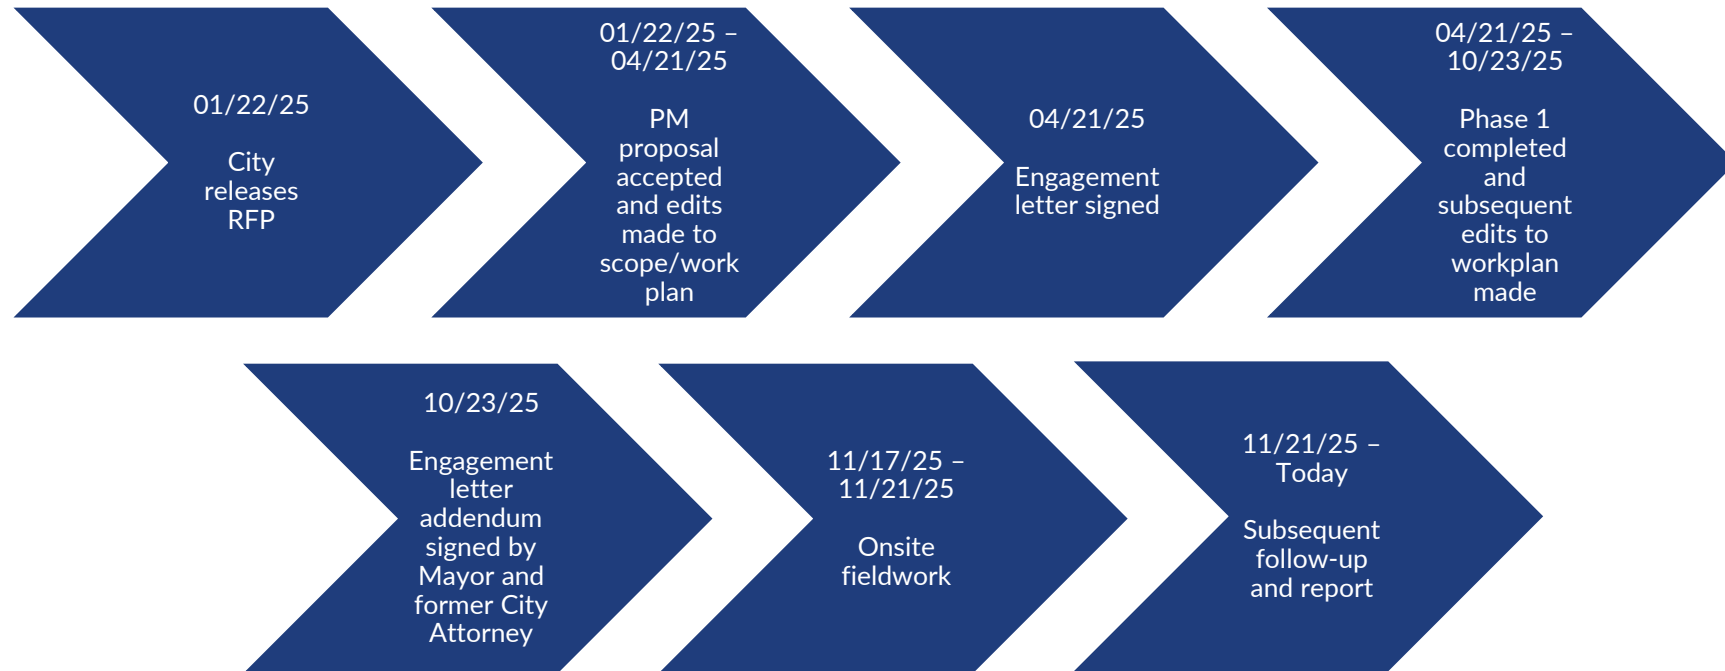 01/22/25
City
releases
RFP
01/22/25 –
04/21/25
PM
proposal
accepted
and edits
made to
scope/work
plan
04/21/25
Engagement
letter signed
04/21/25 –
10/23/25
Phase 1
completed
and
subsequent
edits to
workplan
made
10/23/25
Engagement
letter
addendum
signed by
Mayor and
former City
Attorney
11/17/25 –
11/21/25
Onsite
fieldwork
11/21/25 –
Today
Subsequent
follow-up
and report